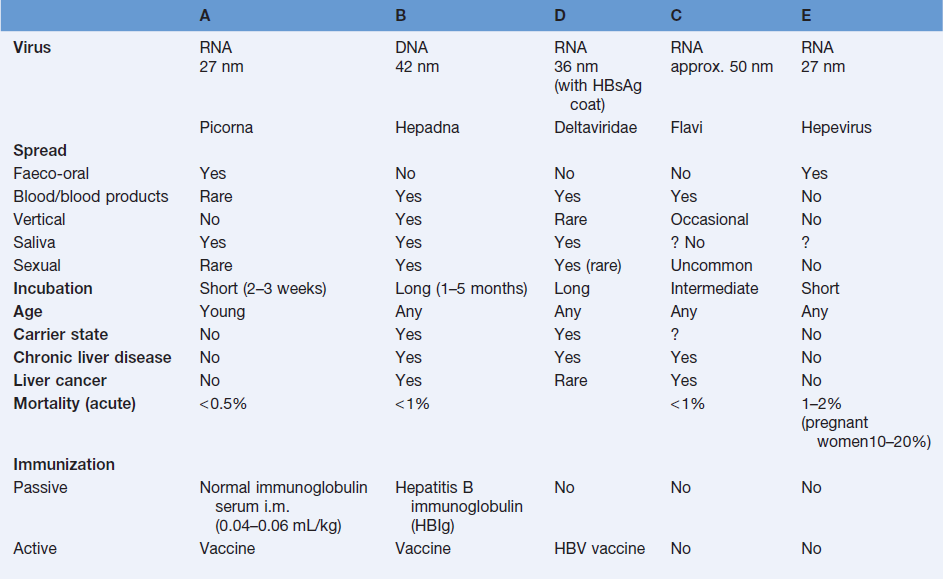 A B D C E
Virus RNA DNA RNA RNA RNA
27 nm 42 nm 36 nm approx. 50 nm 27 nm
(with HBsAg
coat)
Picorna Hepadna Deltaviridae Flavi Hepevirus
Spread
Faeco-oral Yes No No No Yes
Blood/blood products Rare Yes Yes Yes No
Vertical No Yes Rare Occasional No
Saliva Yes Yes Yes ? No ?
Sexual Rare Yes Yes (rare) Uncommon No
Incubation Short (2–3 weeks) Long (1–5 months) Long Intermediate Short
Age Young Any Any Any Any
Carrier state No Yes Yes ? No
Chronic liver disease No Yes Yes Yes No
Liver cancer No Yes Rare Yes No
Mortality (acute) <0.5% <1% <1% 1–2%
(pregnant
women10–20%)
Immunization
Passive Normal immunoglobulin Hepatitis B No No No
serum i.m. immunoglobulin
(0.04–0.06 mL/kg) (HBIg)
Active Vaccine Vaccine HBV vaccine No No